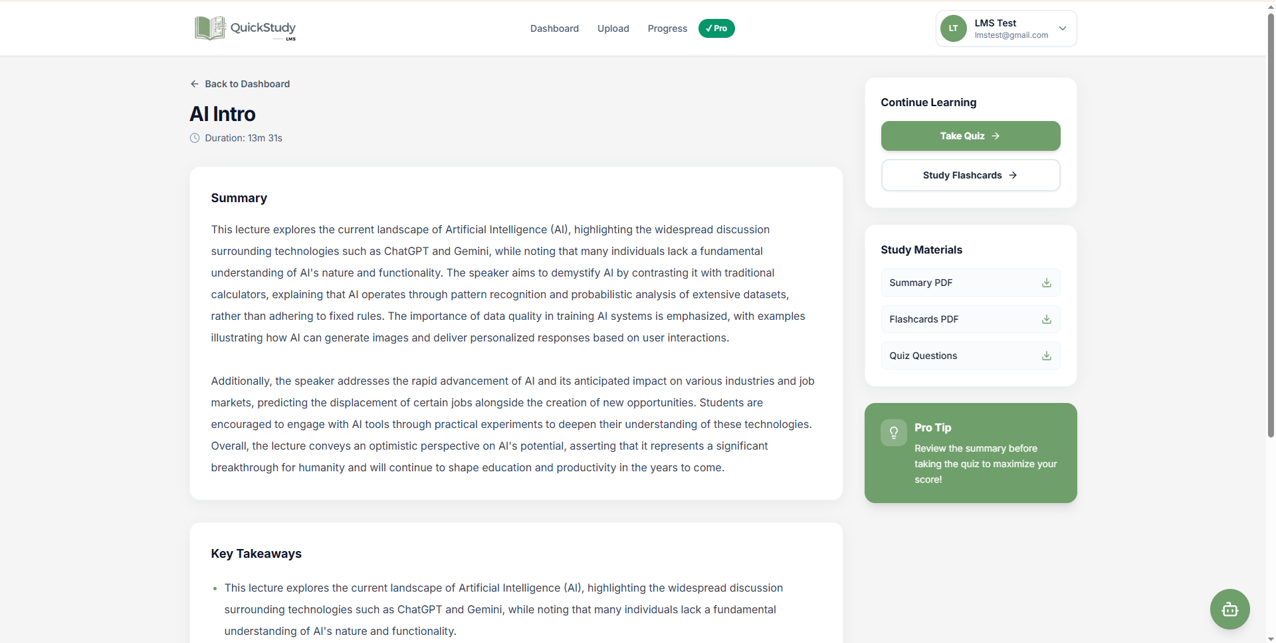 QuickStudy
LMS
Dashboard
Upload
Progress
✓ Pro
LT
LMS Test
lmstest@gmail.com
← Back to Dashboard
AI Intro
Duration: 13m 31s
Summary
This lecture explores the current landscape of Artificial Intelligence (AI), highlighting the widespread discussion
surrounding technologies such as ChatGPT and Gemini, while noting that many individuals lack a fundamental
understanding of AI's nature and functionality. The speaker aims to demystify AI by contrasting it with traditional
calculators, explaining that AI operates through pattern recognition and probabilistic analysis of extensive datasets,
rather than adhering to fixed rules. The importance of data quality in training AI systems is emphasized, with examples
illustrating how AI can generate images and deliver personalized responses based on user interactions.
Additionally, the speaker addresses the rapid advancement of AI and its anticipated impact on various industries and job
markets, predicting the displacement of certain jobs alongside the creation of new opportunities. Students are
encouraged to engage with AI tools through practical experiments to deepen their understanding of these technologies.
Overall, the lecture conveys an optimistic perspective on AI's potential, asserting that it represents a significant
breakthrough for humanity and will continue to shape education and productivity in the years to come.
Key Takeaways
• This lecture explores the current landscape of Artificial Intelligence (AI), highlighting the widespread discussion
surrounding technologies such as ChatGPT and Gemini, while noting that many individuals lack a fundamental
understanding of AI's nature and functionality.
Continue Learning
Take Quiz →
Study Flashcards →
Study Materials
Summary PDF
Flashcards PDF
Quiz Questions
Pro Tip
Review the summary before
taking the quiz to maximize your
score!